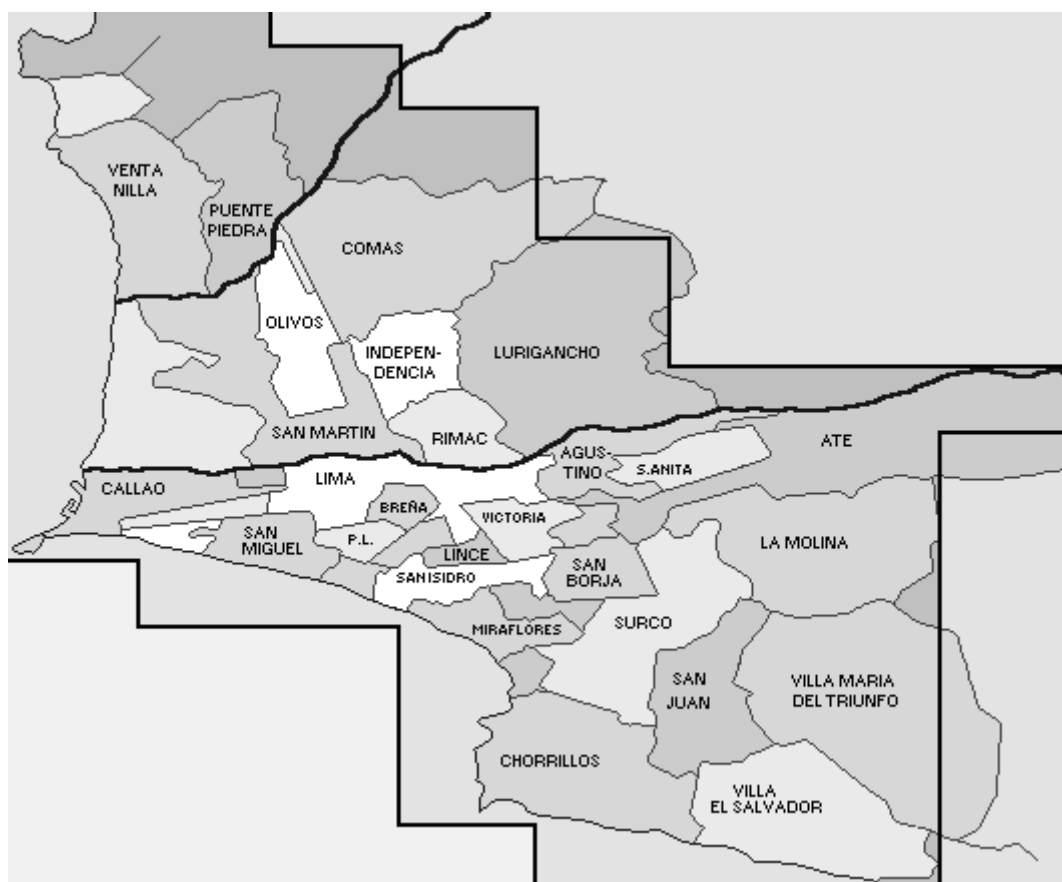 VENTA
NILLA
PUENTE
PIEDRA
COMAS
OLIVOS
INDEPEN-
DENCIA
LURIGANCHO
SAN MARTIN
RIMAC
AGUS-
TINO
S.ANITA
ATE
CALLAO
LIMA
BREÑA
VICTORIA
SAN
MIGUEL
P.L.
LINCE
LA MOLINA
SAN ISIDRO
SAN
BORJA
MIRAFLORES
SURCO
SAN
JUAN
VILLA MARIA
DEL TRIUNFO
CHORRILLOS
VILLA
EL SALVADOR